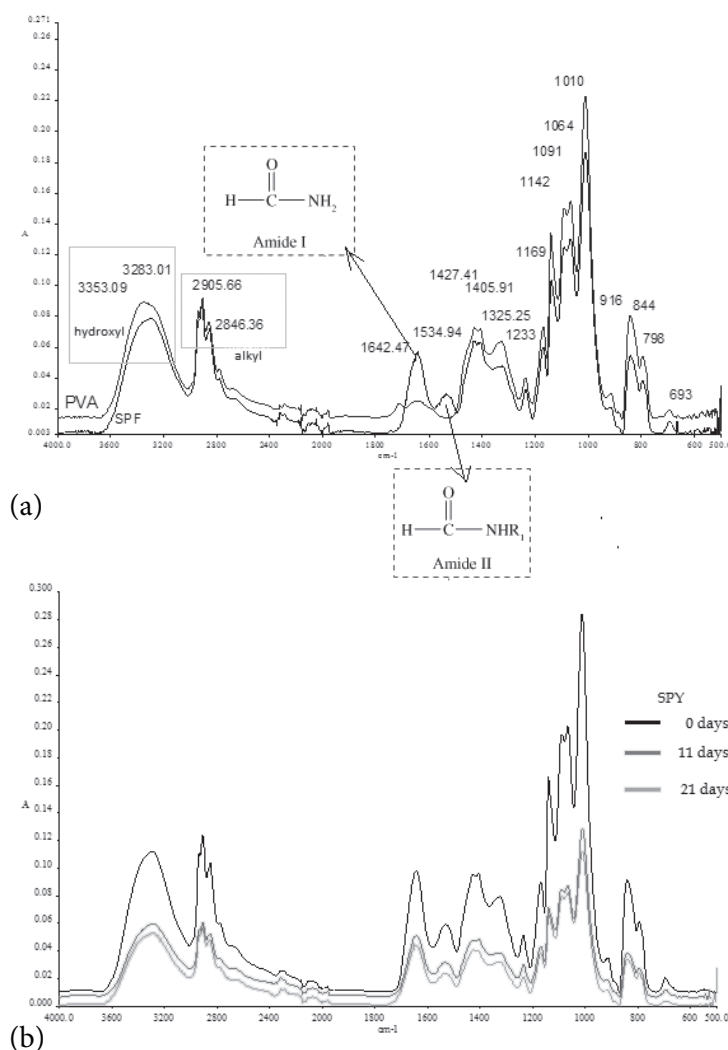 0.271
0.26
0.24
0.22
0.20
0.18
0.16
0.14
0.12
0.10
0.08
0.06
0.04
0.02
0.003
A
4000.0 3600 3200 2800 2400 2000 1800 1600 1400 1200 1000 800 600 500.0
cm-1
1010
1064
1091
1142
1169
O
H C NH2
Amide I
3283.01
3353.09
hydroxyl
2905.66
2846.36
alkyl
1427.41
1405.91
1325.25
1534.94
1233
1642.47
916
844
798
693
PVA
SPF
(a)
O
H C NHR1
Amide II
0.300
0.28
0.26
0.24
0.22
0.20
0.18
0.16
0.14
0.12
0.10
0.08
0.06
0.04
0.02
0.000
A
SPY
0 days
11 days
21 days
4000.0 3600 3200 2800 2400 2000 1800 1600 1400 1200 1000 800 600 500.0
cm-1
(b)